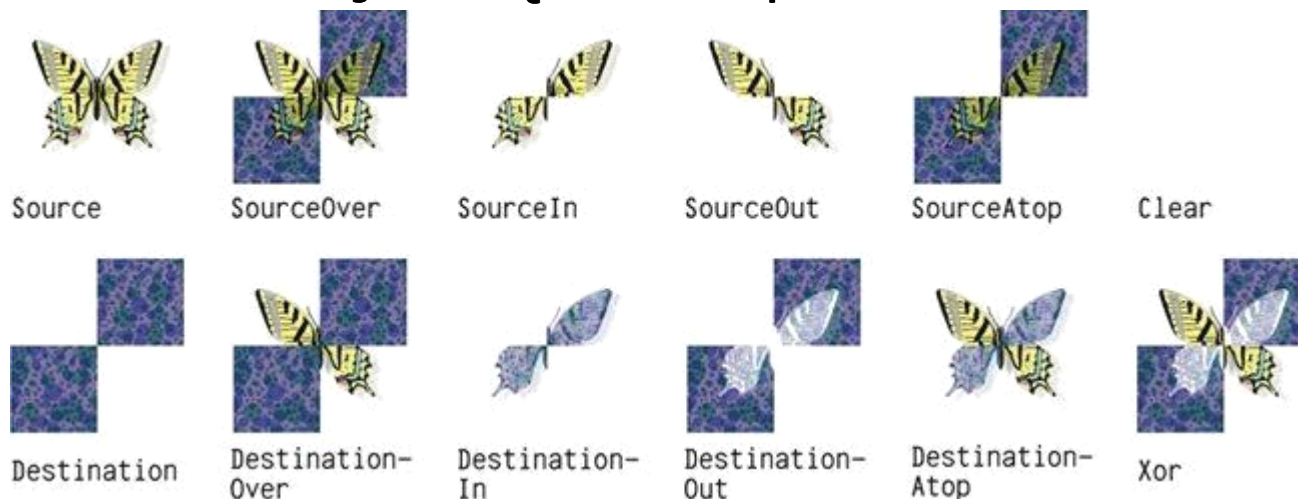 Source
SourceOver
SourceIn
SourceOut
SourceAtop
Clear
Destination
Destination-
Over
Destination-
In
Destination-
Out
Destination-
Atop
Xor